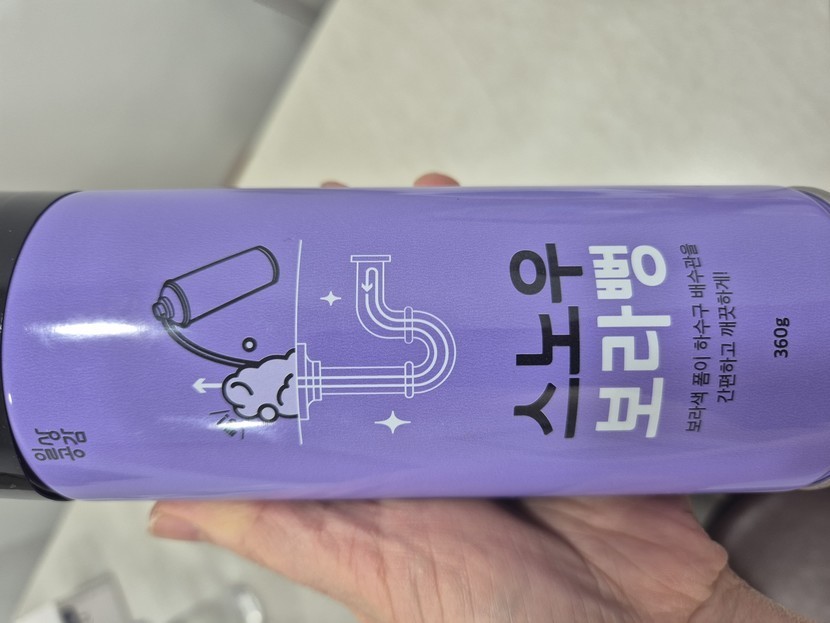 일상
공감
스노우
보라뻥
보라색 폼이 하수구 배수관을
간편하고 깨끗하게!
360g